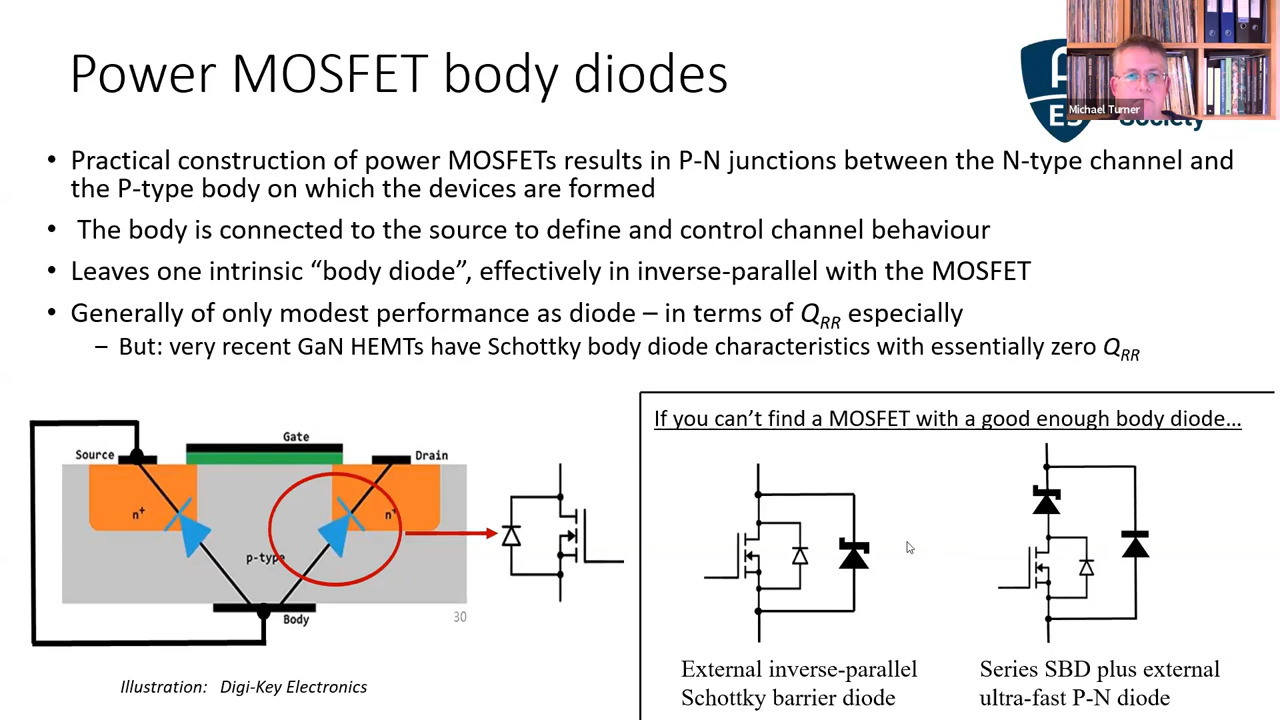 Power MOSFET body diodes
Michael Turner
ES
Society
• Practical construction of power MOSFETs results in P-N junctions between the N-type channel and
the P-type body on which the devices are formed
• The body is connected to the source to define and control channel behaviour
• Leaves one intrinsic “body diode”, effectively in inverse-parallel with the MOSFET
• Generally of only modest performance as diode – in terms of QRR especially
– But: very recent GaN HEMTs have Schottky body diode characteristics with essentially zero QRR
Source
Gate
Drain
n+
n+
p-type
Body
30
Illustration: Digi-Key Electronics
If you can’t find a MOSFET with a good enough body diode…
External inverse-parallel
Schottky barrier diode
Series SBD plus external
ultra-fast P-N diode